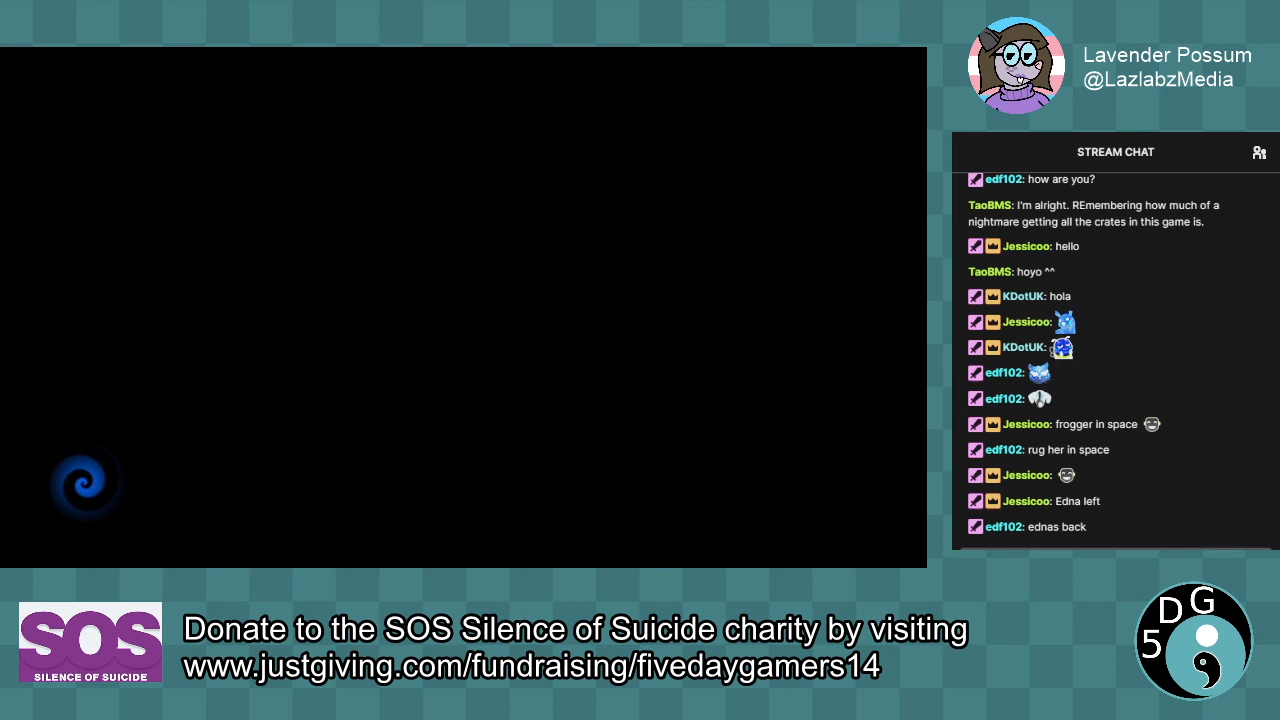 Lavender Possum
@LazlabzMedia
STREAM CHAT
edf102: how are you?
TaoBMS: I'm alright. REmembering how much of a
nightmare getting all the crates in this game is.
Jessicoo: hello
TaoBMS: hoyo ^^
KDotUK: hola
Jessicoo:
KDotUK:
edf102:
edf102:
Jessicoo: frogger in space
edf102: rug her in space
Jessicoo:
Jessicoo: Edna left
edf102: ednas back
SOS
SILENCE OF SUICIDE
Donate to the SOS Silence of Suicide charity by visiting
www.justgiving.com/fundraising/fivedaygamers14
5DG